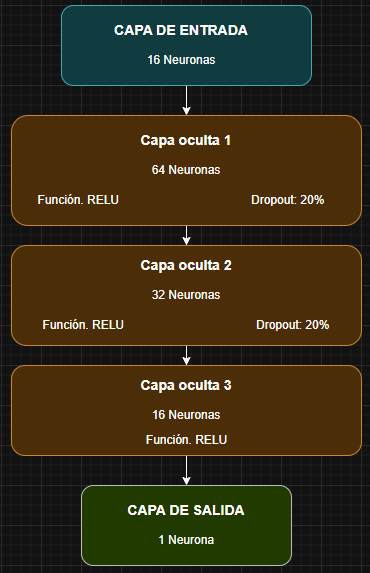 CAPA DE ENTRADA
16 Neuronas
Capa oculta 1
64 Neuronas
Función. RELU Dropout: 20%
Capa oculta 2
32 Neuronas
Función. RELU Dropout: 20%
Capa oculta 3
16 Neuronas
Función. RELU
CAPA DE SALIDA
1 Neurona